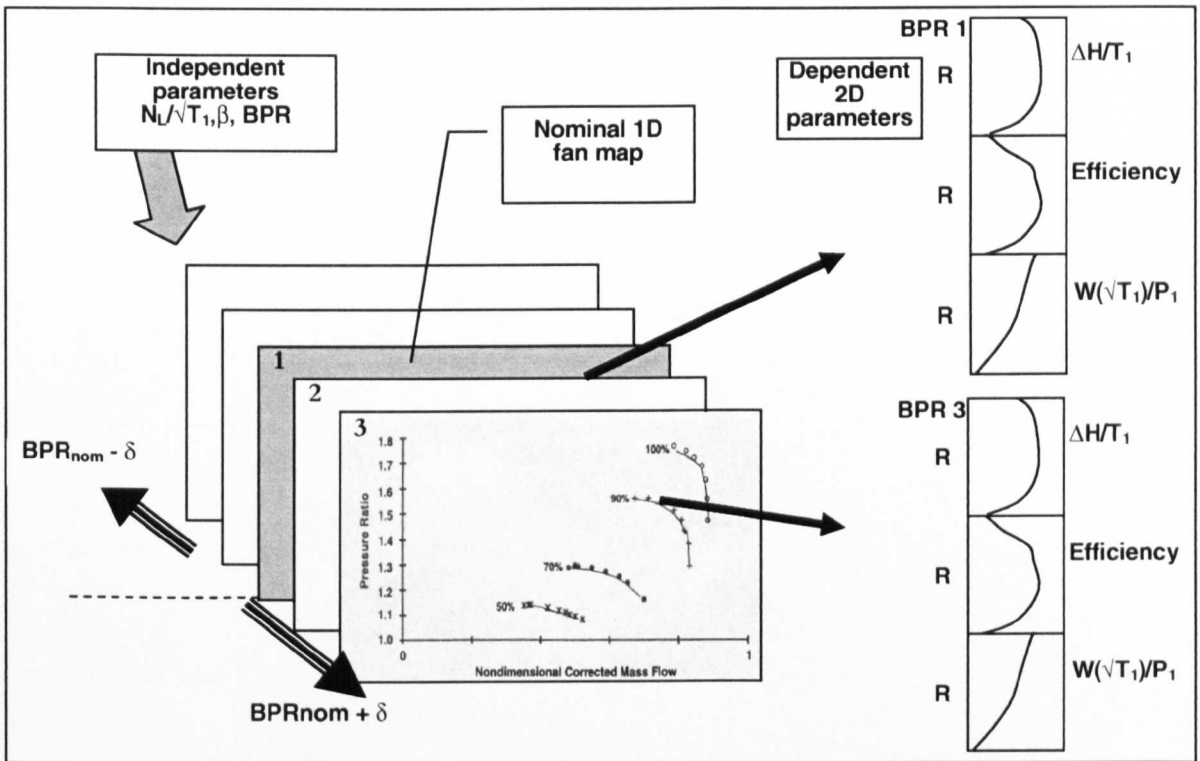 Independent
parameters
N_L/√T₁,β, BPR
Nominal 1D
fan map
Dependent
2D
parameters
BPR 1
R
ΔH/T₁
R
Efficiency
R
W(√T₁)/P₁
BPR 3
R
ΔH/T₁
R
Efficiency
R
W(√T₁)/P₁
1
2
3
BPRnom - δ
BPRnom + δ
Pressure Ratio
1.8
1.7
1.6
1.5
1.4
1.3
1.2
1.1
1.0
100%
90%
70%
50%
0
1
Nondimensional Corrected Mass Flow